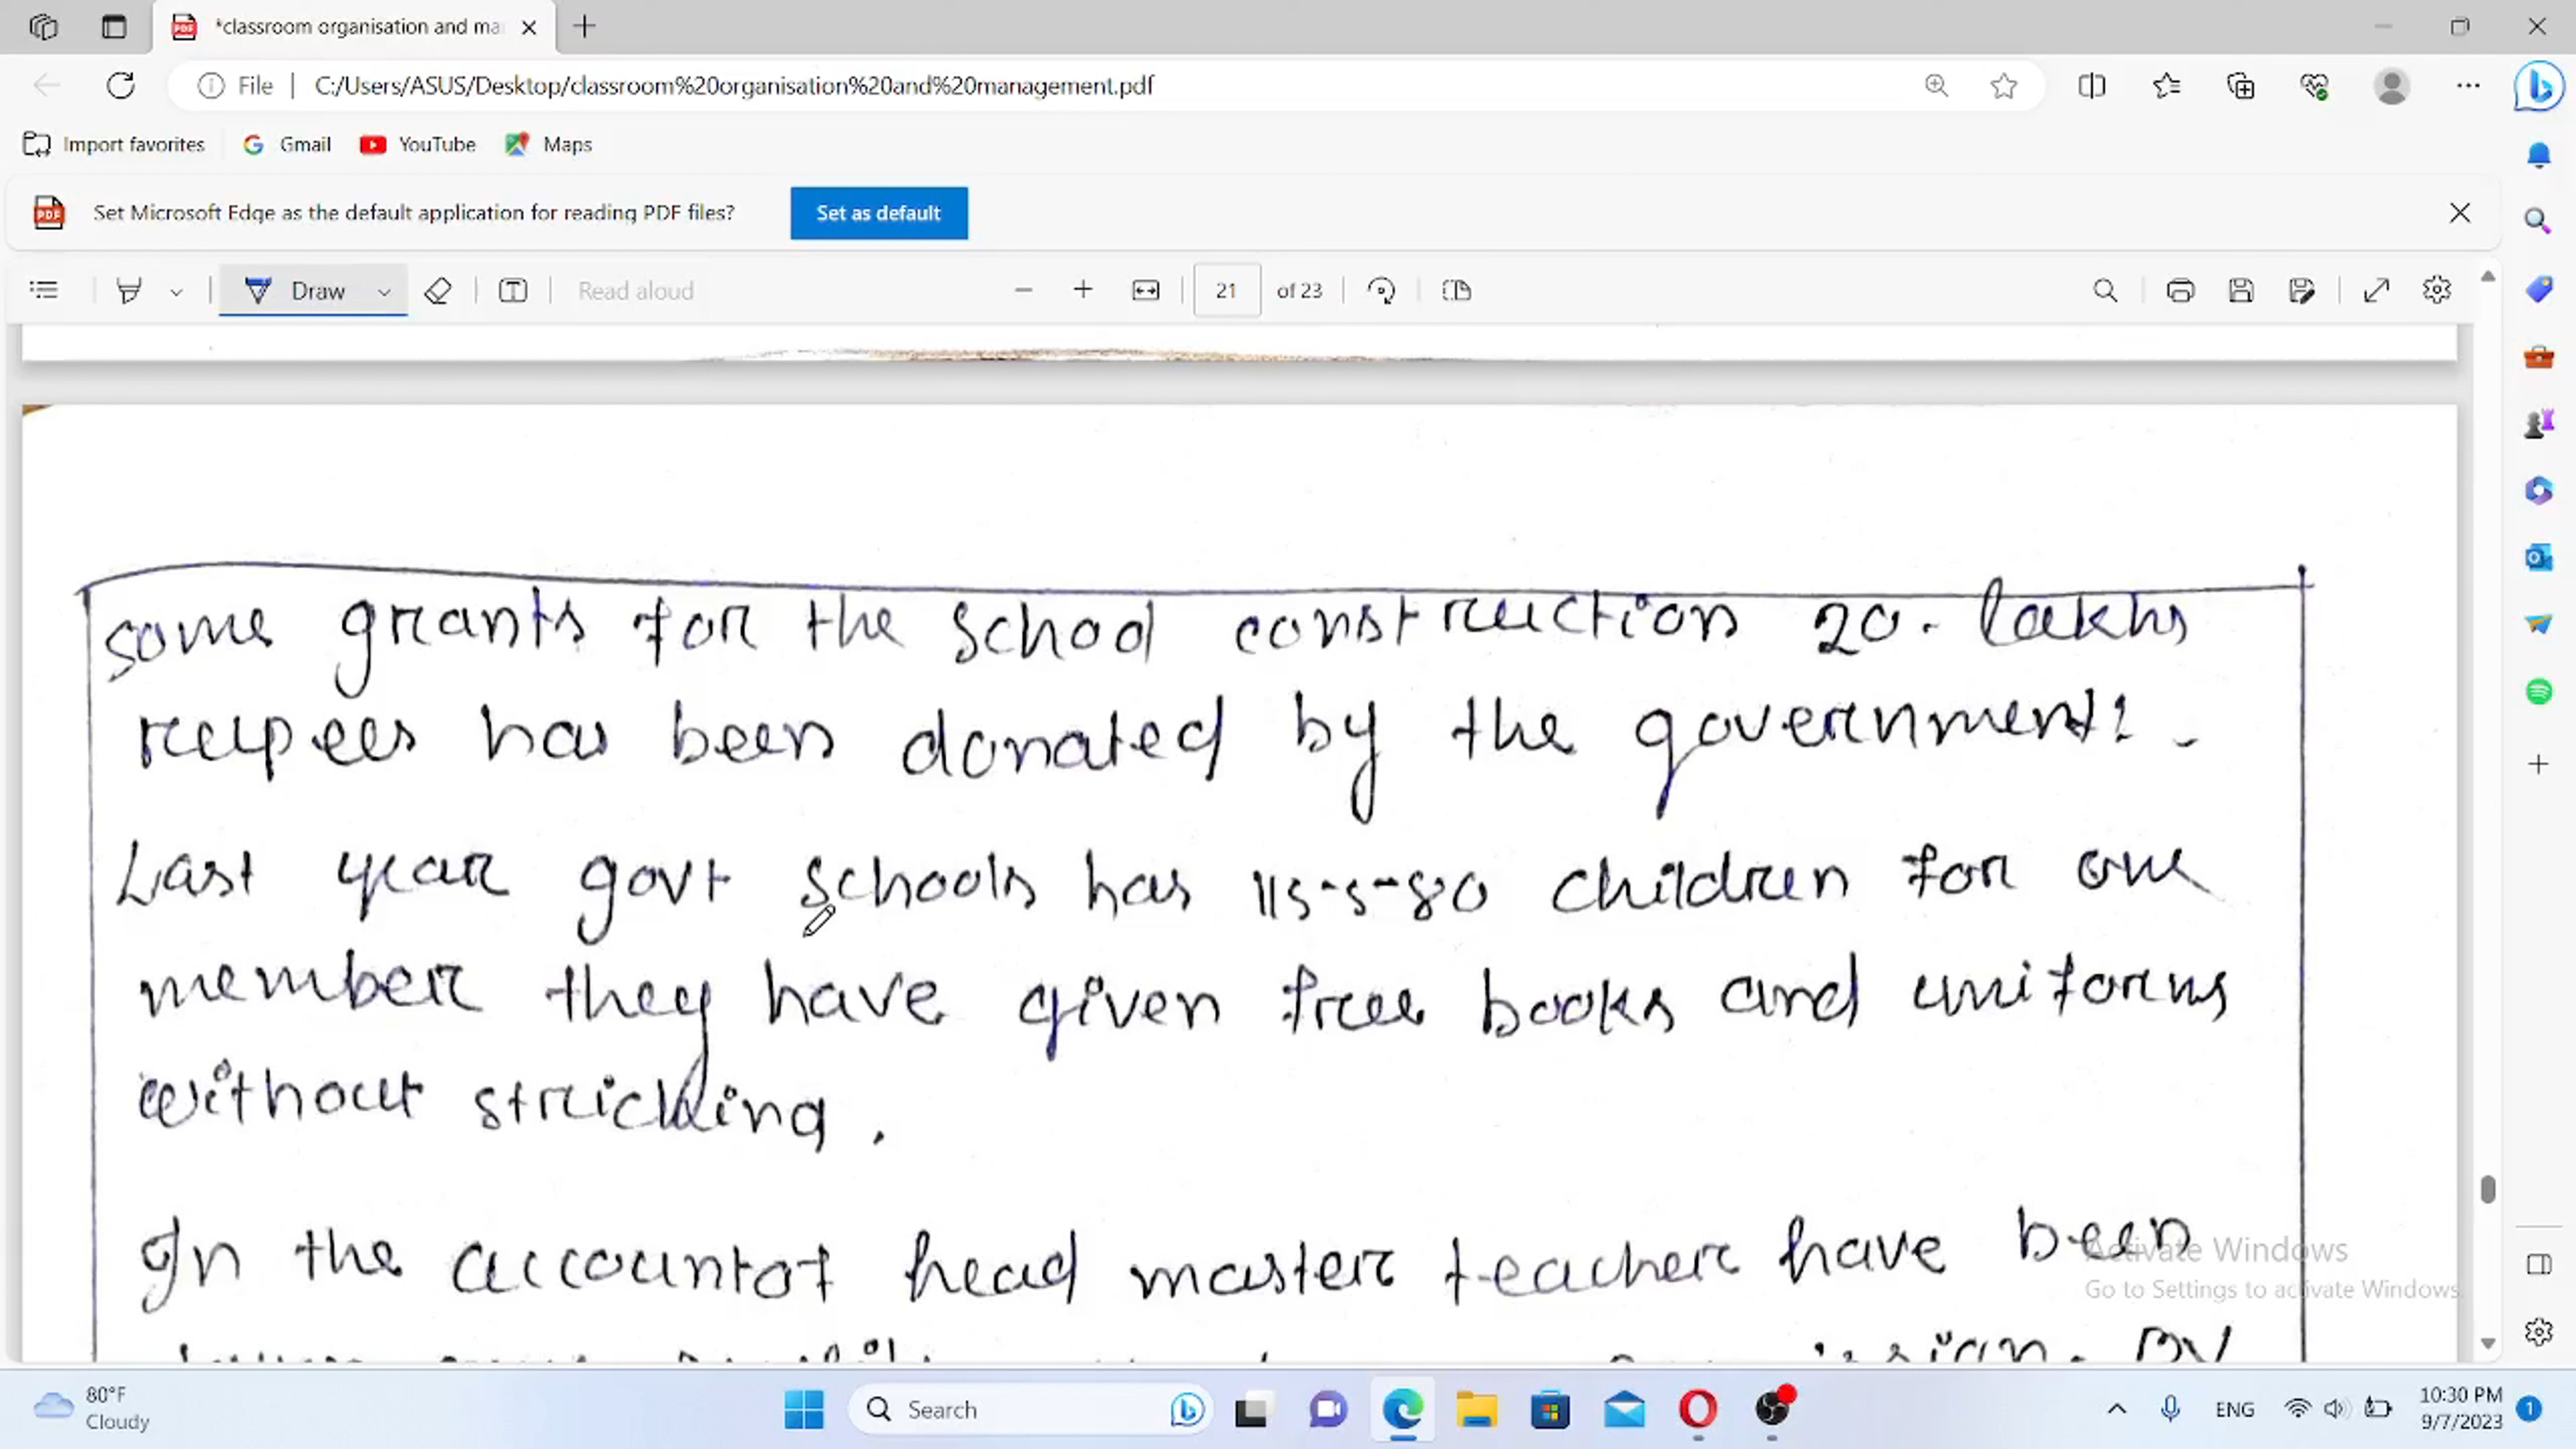 *classroom organisation and ma
File | C:/Users/ASUS/Desktop/classroom%20organisation%20and%20management.pdf
Import favorites Gmail YouTube Maps
Set Microsoft Edge as the default application for reading PDF files? Set as default
Draw Read aloud 21 of 23
some grants for the school construction 20. lakhs
rupees has been donated by the government. -
Last year govt schools has 115-5-80 children for one
member they have given free books and uniforms
without
In the account of head master teacher have been
Activate Windows
Go to Settings to activate Windows.
80°F
Cloudy
Search
ENG
10:30 PM
9/7/2023
1